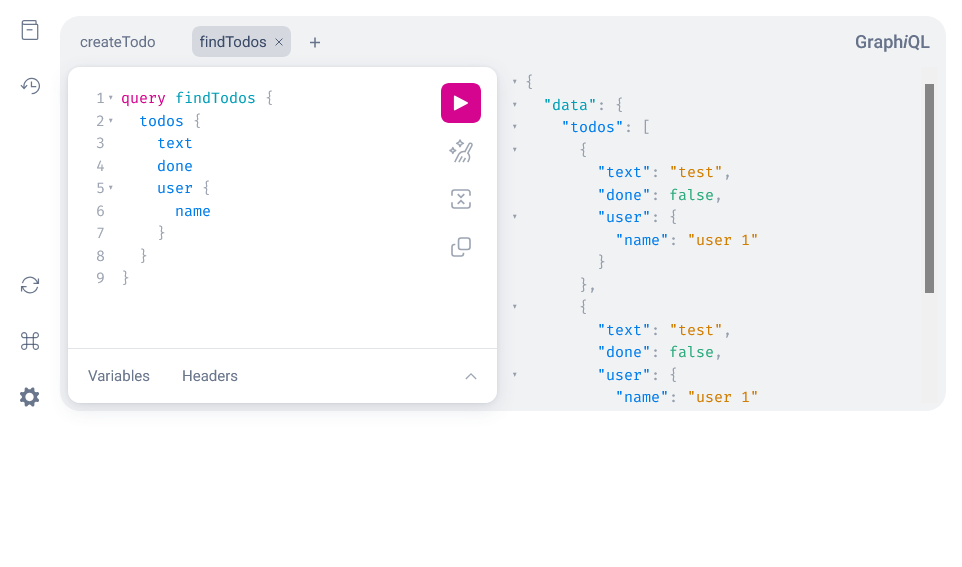 createTodo
findTodos
GraphiQL
1 query findTodos {
2 todos {
3 text
4 done
5 user {
6 name
7 }
8 }
9 }
Variables
Headers
{
"data": {
"todos": [
{
"text": "test",
"done": false,
"user": {
"name": "user 1"
}
},
{
"text": "test",
"done": false,
"user": {
"name": "user 1"